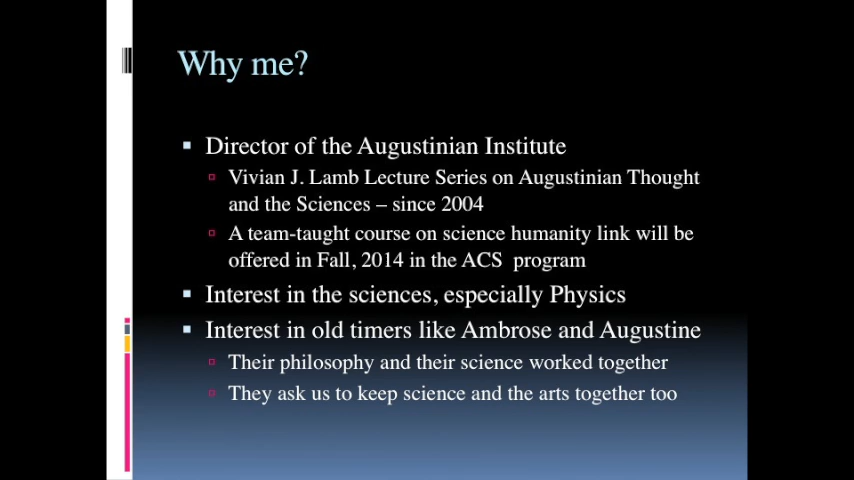 Why me?
Director of the Augustinian Institute
Vivian J. Lamb Lecture Series on Augustinian Thought
and the Sciences – since 2004
A team-taught course on science humanity link will be
offered in Fall, 2014 in the ACS program
Interest in the sciences, especially Physics
Interest in old timers like Ambrose and Augustine
Their philosophy and their science worked together
They ask us to keep science and the arts together too